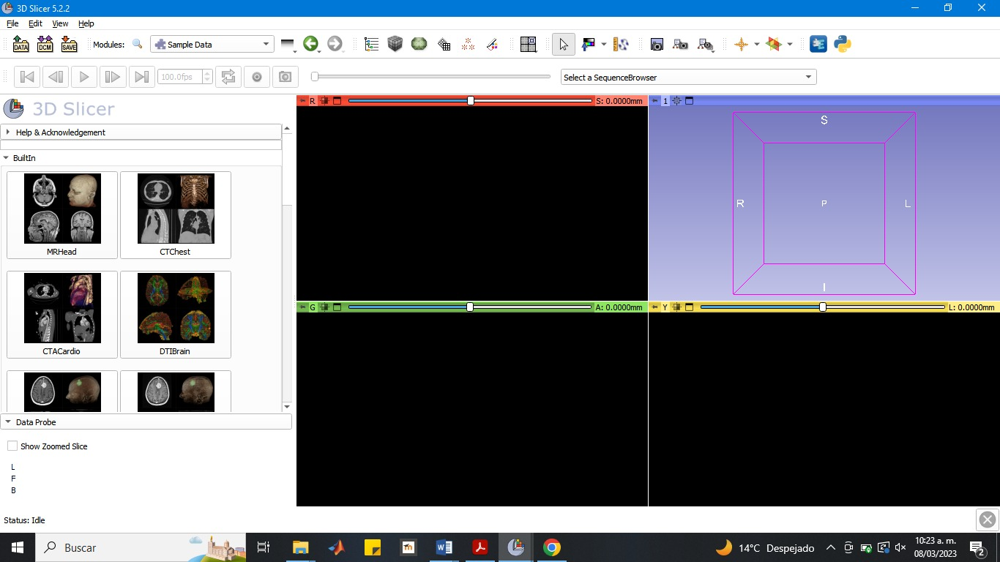 3D Slicer 5.2.2
File Edit View Help
DATA DCM SAVE Modules: Sample Data
100.0fps Select a SequenceBrowser
3D Slicer
Help & Acknowledgement
BuiltIn
MRHead CTChest
CTACardio DTIBrain
Data Probe
Show Zoomed Slice
L
F
B
R S: 0.0000mm
1
S
R P L
I
G A: 0.0000mm
Y L: 0.0000mm
Status: Idle
Buscar
14°C Despejado
10:23 a. m.
08/03/2023
2